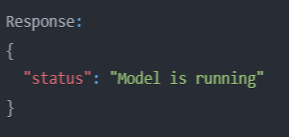 Response:
{
"status": "Model is running"
}